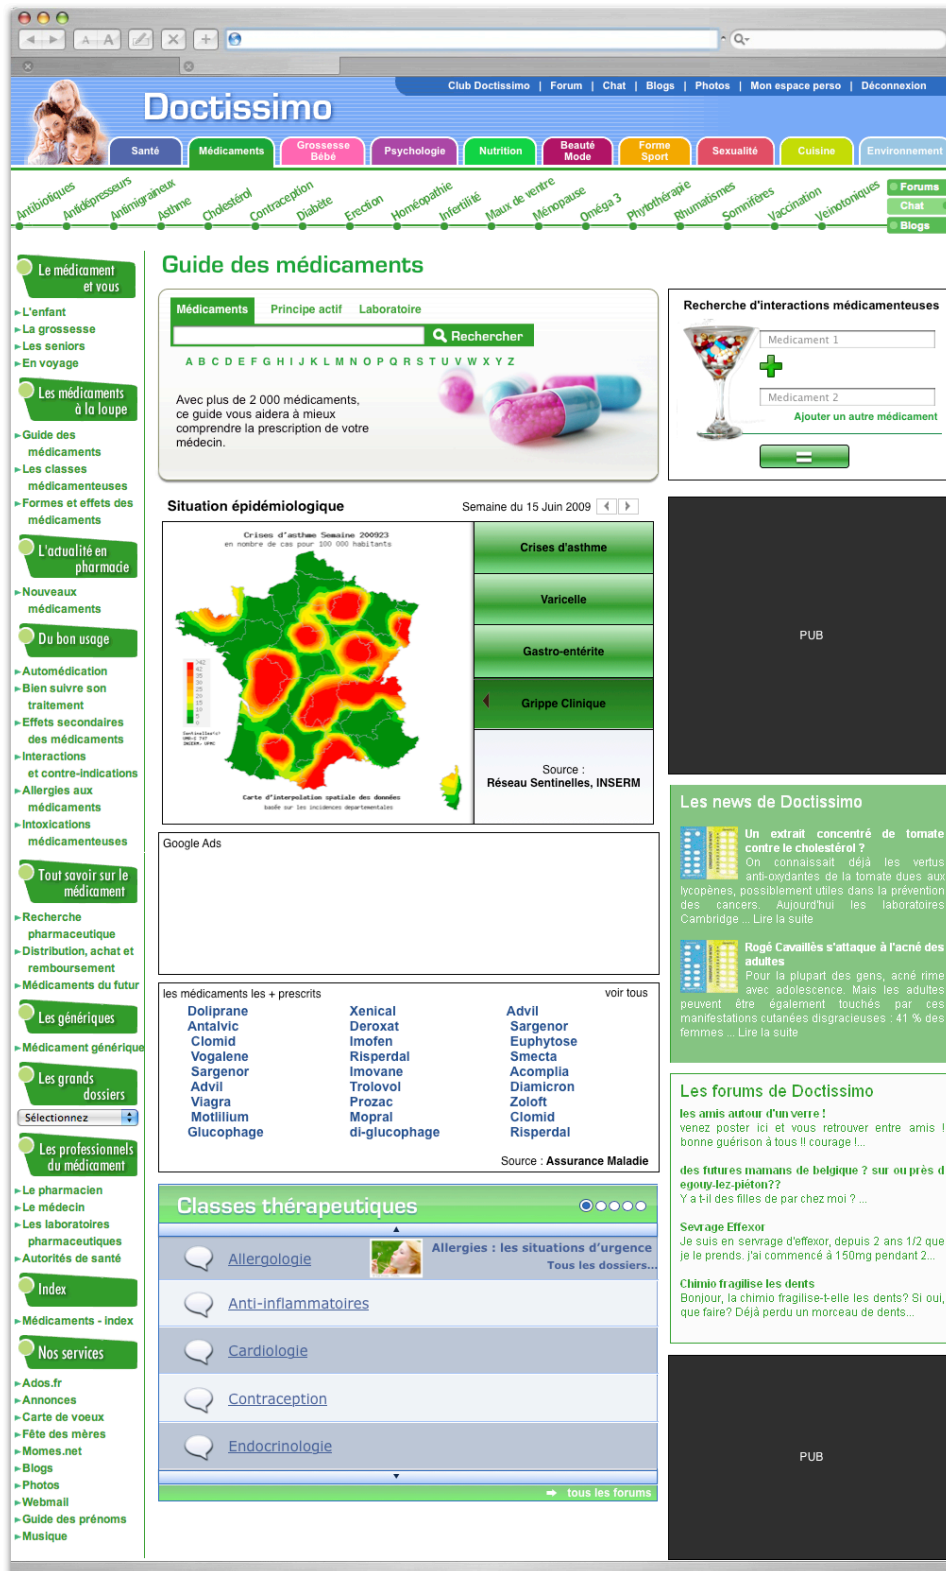 A A
Q-
Club Doctissimo | Forum | Chat | Blogs | Photos | Mon espace perso | Déconnexion
Doctissimo
Santé
Médicaments
Grossesse
Bébé
Psychologie
Nutrition
Beauté
Mode
Forme
Sport
Sexualité
Cuisine
Environnement
Antibiotiques
Antidépresseurs
Antimigraineux
Asthme
Cholestérol
Contraception
Diabète
Erection
Homéopathie
Infertilité
Maux de ventre
Ménopause
Oméga 3
Phytothérapie
Rhumatismes
Somnifères
Vaccination
Veinotoniques
Forums
Chat
Blogs
Le médicament
et vous
L'enfant
La grossesse
Les seniors
En voyage
Les médicaments
à la loupe
Guide des
médicaments
Les classes
médicamenteuses
Formes et effets des
médicaments
L'actualité en
pharmacie
Nouveaux
médicaments
Du bon usage
Automédication
Bien suivre son
traitement
Effets secondaires
des médicaments
Interactions
et contre-indications
Allergies aux
médicaments
Intoxications
médicamenteuses
Tout savoir sur le
médicament
Recherche
pharmaceutique
Distribution, achat et
remboursement
Médicaments du futur
Les génériques
Médicament générique
Les grands
dossiers
Sélectionnez
Les professionnels
du médicament
Le pharmacien
Le médecin
Les laboratoires
pharmaceutiques
Autorités de santé
Index
Médicaments - index
Nos services
Ados.fr
Annonces
Carte de voeux
Fête des mères
Momes.net
Blogs
Photos
Webmail
Guide des prénoms
Musique
Guide des médicaments
Médicaments Principe actif Laboratoire
Rechercher
A B C D E F G H I J K L M N O P Q R S T U V W X Y Z
Avec plus de 2 000 médicaments,
ce guide vous aidera à mieux
comprendre la prescription de votre
médecin.
Situation épidémiologique
Semaine du 15 Juin 2009
Crises d'asthme Semaine 200923
en nombre de cas pour 100 000 habitants
Carte d'interpolation spatiale des données
basée sur les incidences departementales
Crises d'asthme
Varicelle
Gastro-entérite
Grippe Clinique
Source :
Réseau Sentinelles, INSERM
Google Ads
les médicaments les + prescrits voir tous
Doliprane Xenical Advil
Antalvic Deroxat Sargenor
Clomid Imofen Euphytose
Vogalene Risperdal Smecta
Sargenor Imovane Acomplia
Advil Trolovol Diamicron
Viagra Prozac Zoloft
Motlilium Mopral Clomid
Glucophage di-glucophage Risperdal
Source : Assurance Maladie
Classes thérapeutiques
Allergologie
Allergies : les situations d'urgence
Tous les dossiers...
Anti-inflammatoires
Cardiologie
Contraception
Endocrinologie
tous les forums
Recherche d'interactions médicamenteuses
Medicament 1
Medicament 2
Ajouter un autre médicament
PUB
Les news de Doctissimo
Un extrait concentré de tomate
contre le cholestérol ?
On connaissait déjà les vertus
anti-oxydantes de la tomate dues aux
lycopènes, possiblement utiles dans la prévention
des cancers. Aujourd'hui les laboratoires
Cambridge ... Lire la suite
Rogé Cavaillès s'attaque à l'acné des
adultes
Pour la plupart des gens, acné rime
avec adolescence. Mais les adultes
peuvent être également touchés par ces
manifestations cutanées disgracieuses : 41 % des
femmes ... Lire la suite
Les forums de Doctissimo
les amis autour d'un verre !
venez poster ici et vous retrouver entre amis !
bonne guérison à tous !! courage !...
des futures mamans de belgique ? sur ou près d
egouy-lez-piéton??
Y a t-il des filles de par chez moi ? ...
Sevrage Effexor
Je suis en servrage d'effexor, depuis 2 ans 1/2 que
je le prends. j'ai commencé à 150mg pendant 2...
Chimio fragilise les dents
Bonjour, la chimio fragilise-t-elle les dents? Si oui,
que faire? Déjà perdu un morceau de dents...
PUB